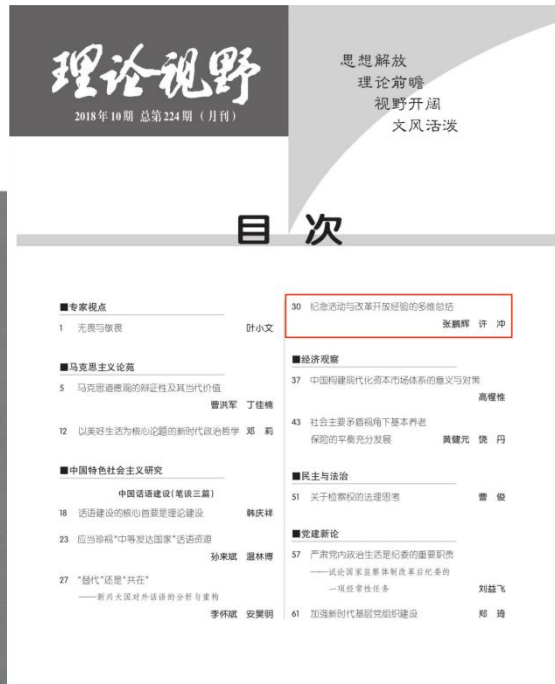 理论视野
2018年10期 总第224期 (月刊)
思想解放
理论前瞻
视野开阔
文风活泼
目 次
■专家视点
1 无畏与敬畏 叶小文
■马克思主义论苑
5 马克思道德观的辩证性及其当代价值
曹洪军 丁佳楠
12 以美好生活为核心论题的新时代政治哲学 邓 莉
■中国特色社会主义研究
中国话语建设(笔谈三篇)
18 话语建设的核心首要是理论建设 韩庆祥
23 应当珍视“中等发达国家”话语资源
孙来斌 温林博
27 “替代”还是“共在”
——新兴大国对外话语的分析与重构
李怀斌 安昊明
30 纪念活动与改革开放经验的多维总结
张鹏辉 许 冲
■经济观察
37 中国构建现代化资本市场体系的意义与对策
高惺惟
43 社会主要矛盾视角下基本养老
保险的平衡充分发展 黄健元 饶 丹
■民主与法治
51 关于检察权的法理思考 曹 俊
■党建新论
57 严肃党内政治生活是纪委的重要职责
——试论国家监察体制改革后纪委的
一项经常性任务 刘益飞
61 加强新时代基层党组织建设 郑 琦